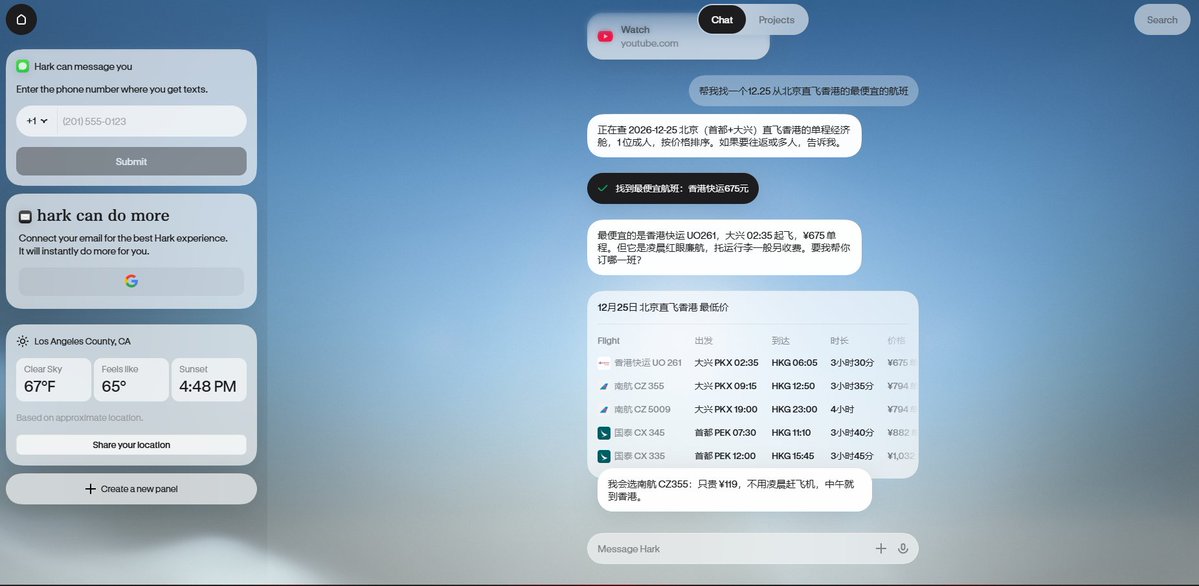 Hark can message you
Enter the phone number where you get texts.
+1
(201) 555-0123
Submit
hark can do more
Connect your email for the best Hark experience.
It will instantly do more for you.
Los Angeles County, CA
Clear Sky
67°F
Feels like
65°
Sunset
4:48 PM
Based on approximate location.
Share your location
Create a new panel
Chat
Projects
Search
Watch
youtube.com
帮我找一个12.25 从北京直飞香港的最便宜的航班
正在查 2026-12-25 北京（首都+大兴）直飞香港的单程经济
舱，1位成人，按价格排序。如果要往返或多人，告诉我。
找到最便宜航班：香港快运675元
最便宜的是香港快运 UO261，大兴 02:35 起飞，¥675 单
程。但它是凌晨红眼廉航，托运行李一般另收费。要我帮你
订哪一班？
12月25日 北京直飞香港 最低价
Flight 出发 到达 时长 价格
香港快运 UO 261 大兴 PKX 02:35 HKG 06:05 3小时30分 ¥675
南航 CZ 355 大兴 PKX 09:15 HKG 12:50 3小时35分 ¥794
南航 CZ 5009 大兴 PKX 19:00 HKG 23:00 4小时 ¥794
国泰 CX 345 首都 PEK 07:30 HKG 11:10 3小时40分 ¥882
国泰 CX 335 首都 PEK 12:00 HKG 15:45 3小时45分 ¥1,032
我会选南航 CZ355：只贵 ¥119，不用凌晨赶飞机，中午就
到香港。
Message Hark